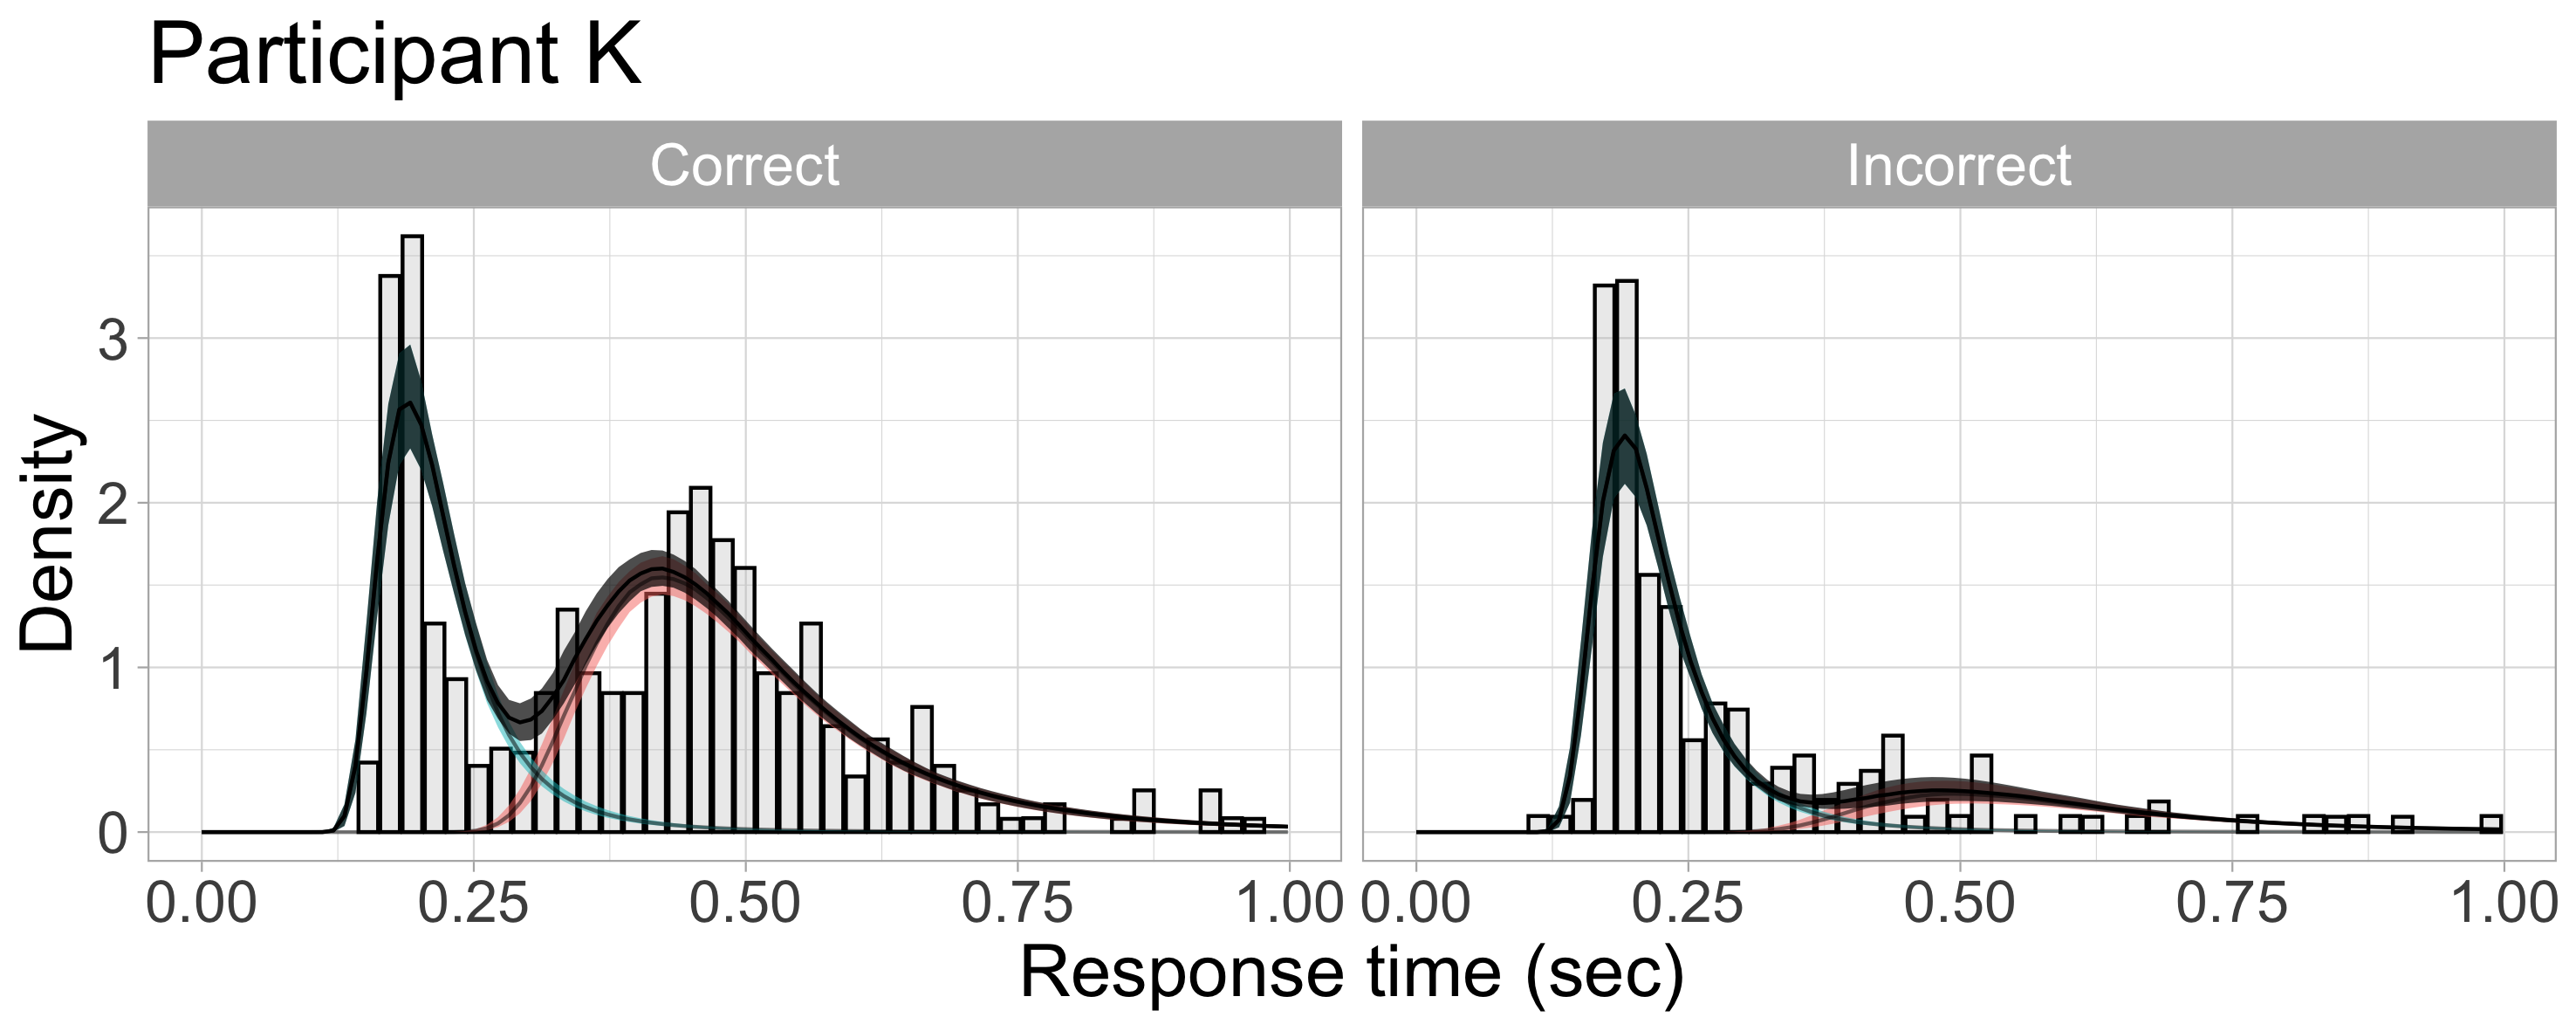 Participant K
Correct Incorrect
Density
3
2
1
0
0.00 0.25 0.50 0.75 1.00 0.00 0.25 0.50 0.75 1.00
Response time (sec)